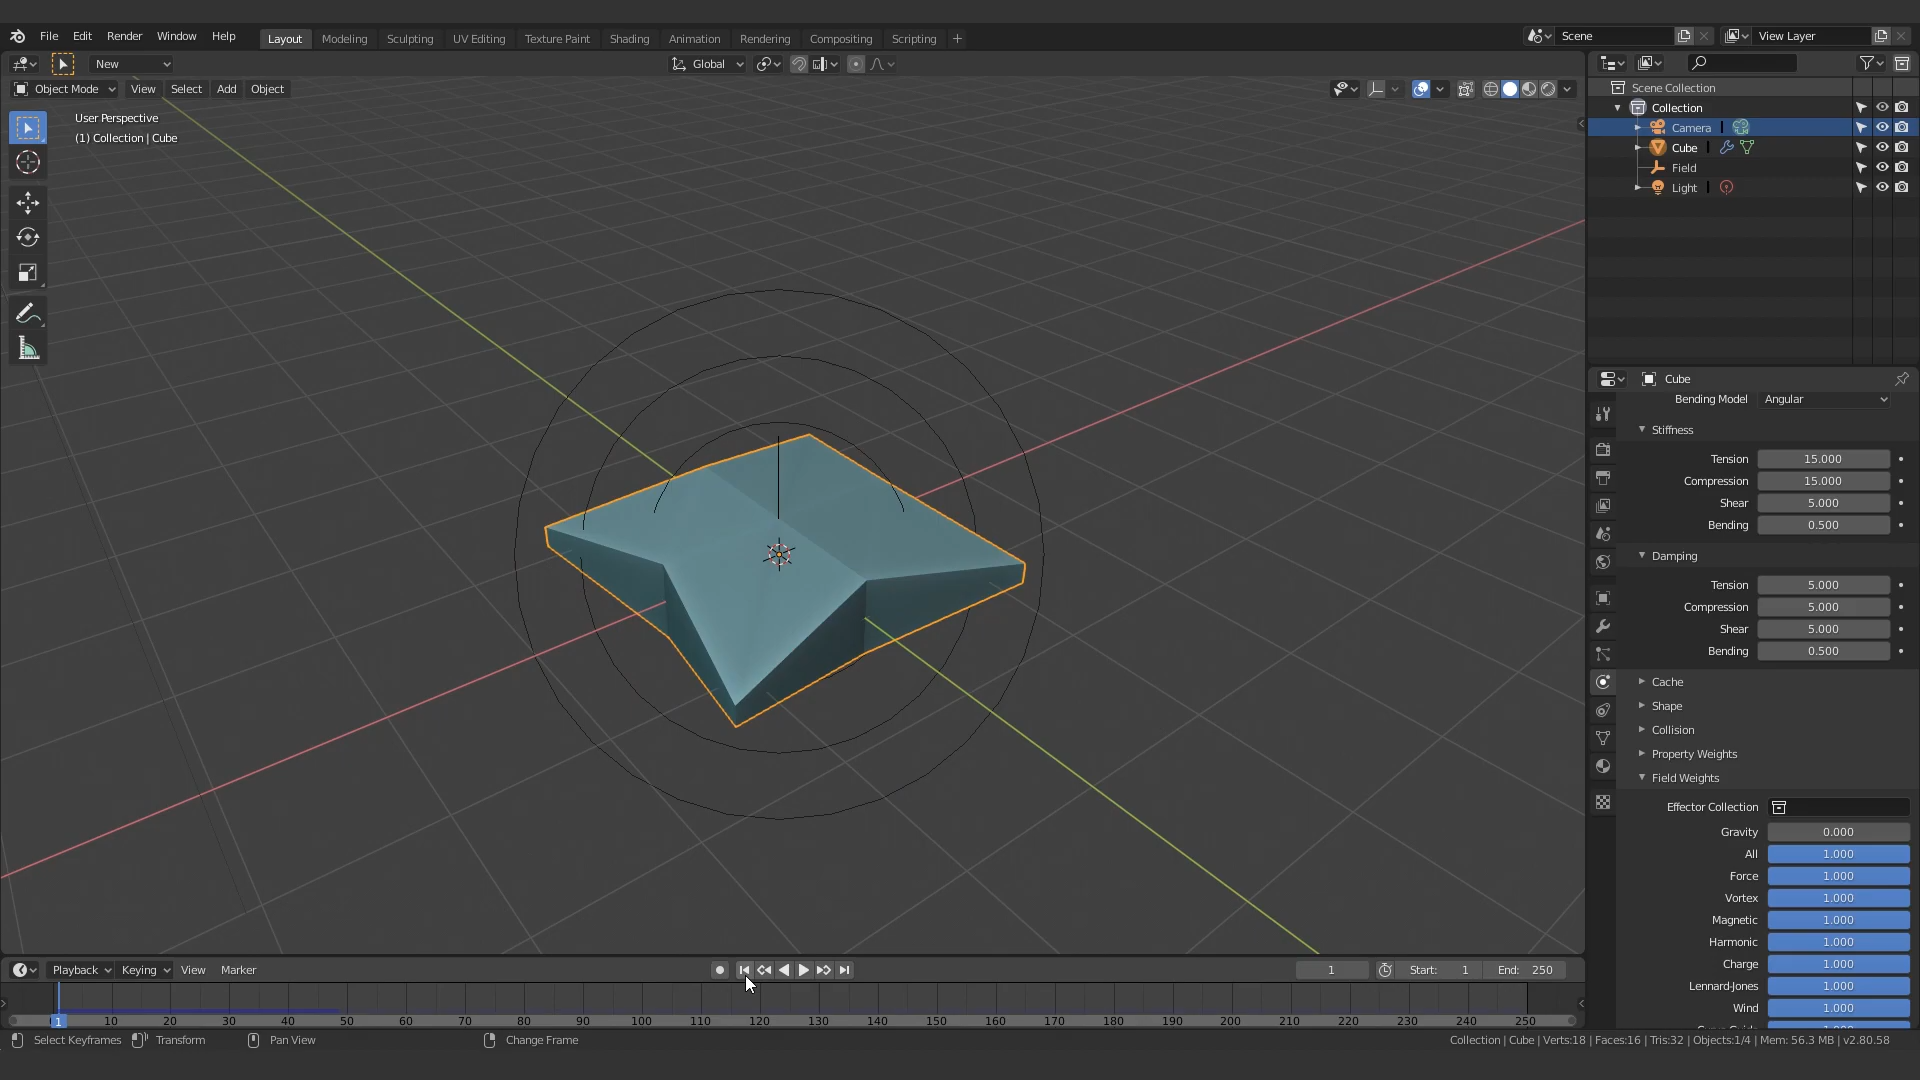 File Edit Render Window Help Layout Modeling Sculpting UV Editing Texture Paint Shading Animation Rendering Compositing Scripting + Scene View Layer
New Global
Object Mode View Select Add Object
User Perspective
(1) Collection | Cube
Scene Collection
Collection
Camera
Cube
Field
Light
Cube
Bending Model Angular
Stiffness
Tension 15.000
Compression 15.000
Shear 5.000
Bending 0.500
Damping
Tension 5.000
Compression 5.000
Shear 5.000
Bending 0.500
Cache
Shape
Collision
Property Weights
Field Weights
Effector Collection
Gravity 0.000
All 1.000
Force 1.000
Vortex 1.000
Magnetic 1.000
Harmonic 1.000
Charge 1.000
Lennard-Jones 1.000
Wind 1.000
Playback Keying View Marker 1 Start: 1 End: 250
1 10 20 30 40 50 60 70 80 90 100 110 120 130 140 150 160 170 180 190 200 210 220 230 240 250
Select Keyframes Transform Pan View Change Frame Collection | Cube | Verts:18 | Faces:16 | Tris:32 | Objects:1/4 | Mem: 56.3 MB | v2.80.58